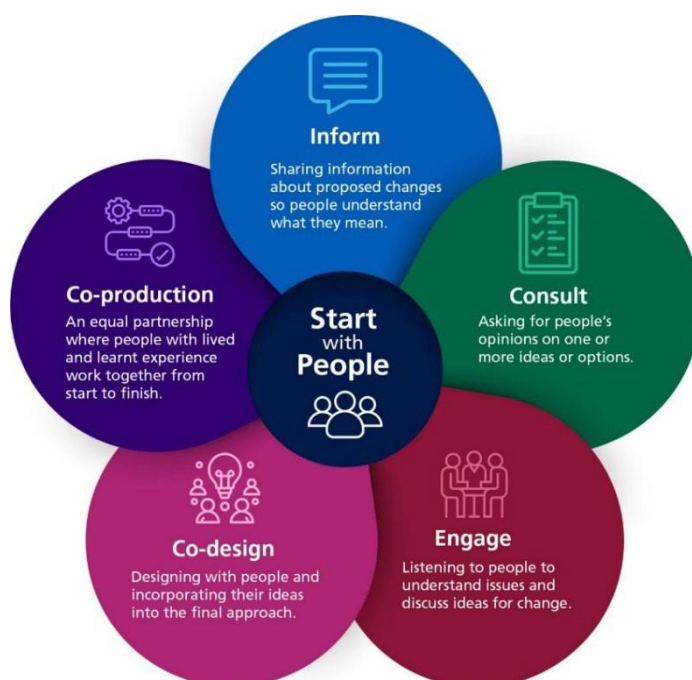 Inform
Sharing information
about proposed changes
so people understand
what they mean.
Consult
Asking for people's
opinions on one or
more ideas or options.
Engage
Listening to people to
understand issues and
discuss ideas for change.
Co-design
Designing with people and
incorporating their ideas
into the final approach.
Co-production
An equal partnership
where people with lived
and learnt experience
work together from
start to finish.
Start
with
People